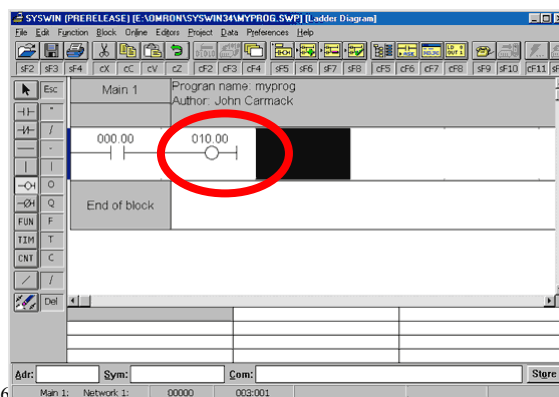 SYSWIN [PRERELEASE] [E:\OMRON\SYSWIN34\MYPROG.SWP] [Ladder Diagram]
File Edit Function Block Online Editors Project Data Preferences Help
sF2 sF3 sF4 cX cC cV cZ cF2 cF3 cF4 sF5 sF6 sF7 sF8 cF5 cF6 cF7 cF8 sF9 sF10 cF11
Esc
Main 1
Progran name: myprog
Author: John Carmack
"
/
-
|
000.00
010.00
O
Q
End of block
FUN F
TIM T
CNT C
/
Del
Adr: Sym: Com: Store
6
Main 1: Network 1: 00000 003:001